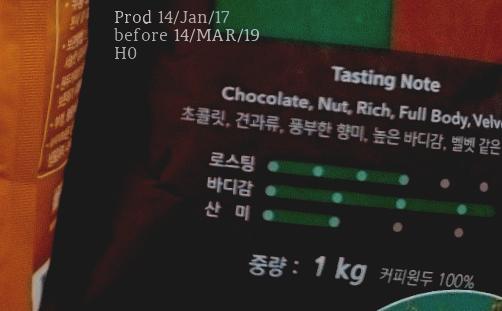 Prod 14/Jan/17
before 14/MAR/19
H0
Tasting Note
Chocolate, Nut, Rich, Full Body,
초콜릿, 견과류, 풍부한 향미, 높은 바디감, 벨벳 같은
로스팅
바디감
산 미
중량 : 1 kg 커피원두 100%